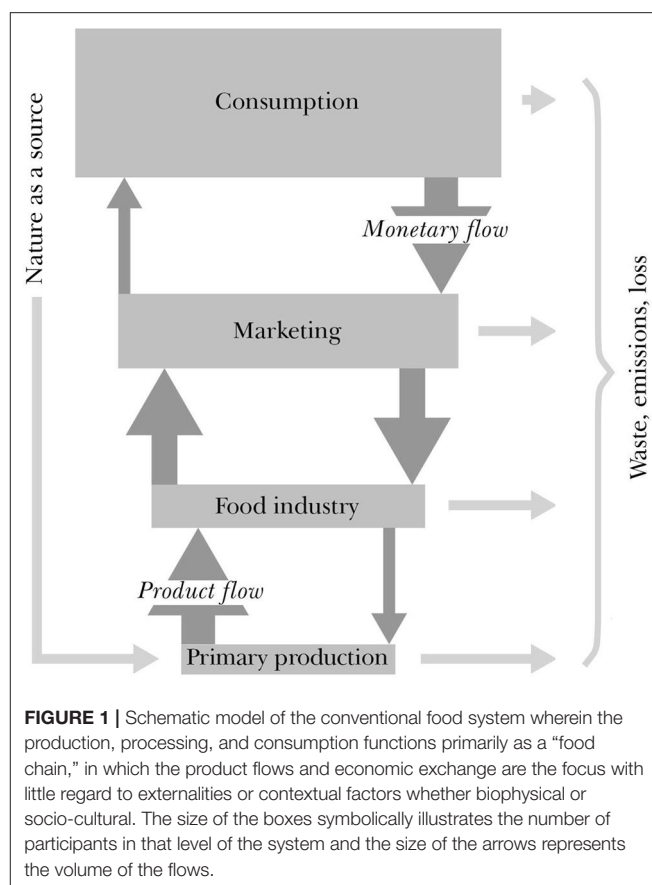 Consumption
Nature as a source
Monetary flow
Marketing
Waste, emissions, loss
Food industry
Product flow
Primary production
FIGURE 1 | Schematic model of the conventional food system wherein the
production, processing, and consumption functions primarily as a “food
chain,” in which the product flows and economic exchange are the focus with
little regard to externalities or contextual factors whether biophysical or
socio-cultural. The size of the boxes symbolically illustrates the number of
participants in that level of the system and the size of the arrows represents
the volume of the flows.